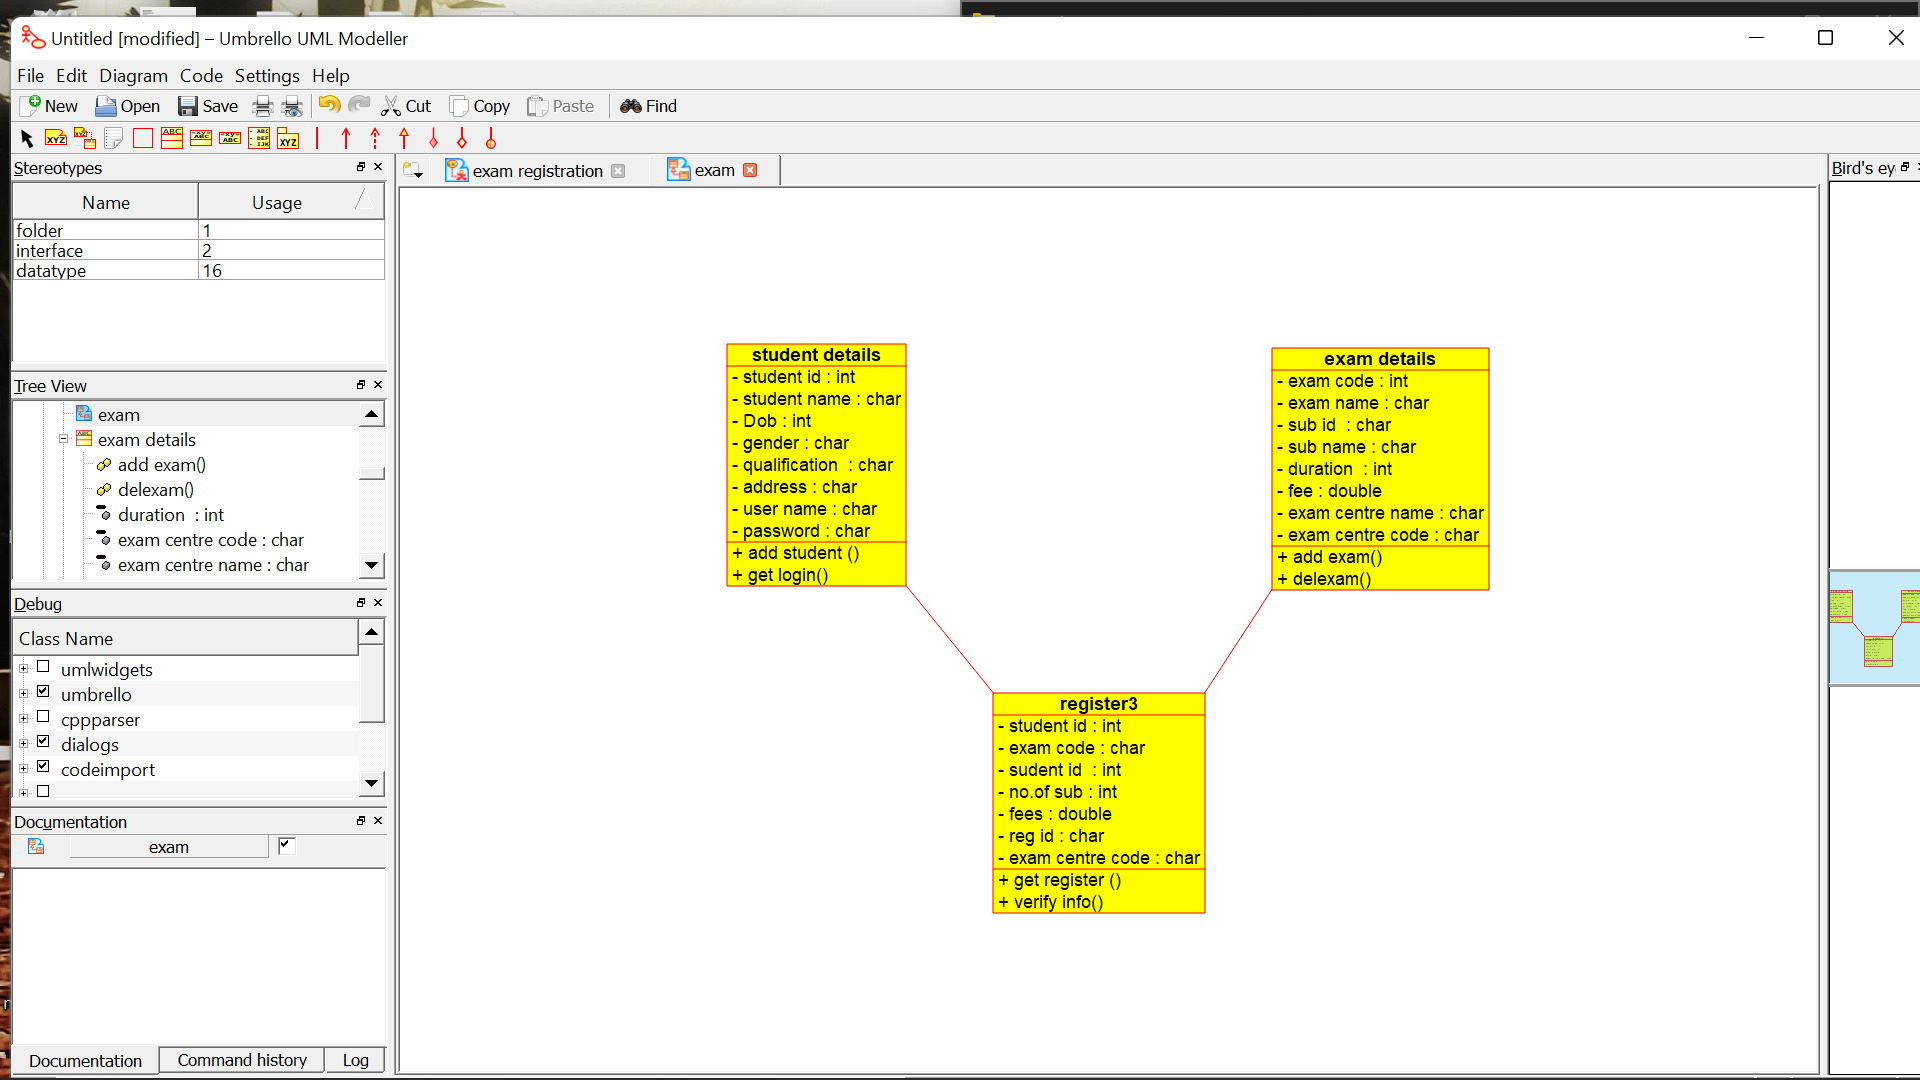 Untitled [modified] – Umbrello UML Modeller
File Edit Diagram Code Settings Help
New Open Save Cut Copy Paste Find
Stereotypes
Name Usage
folder 1
interface 2
datatype 16
Tree View
exam
exam details
add exam()
delexam()
duration  : int
exam centre code : char
exam centre name : char
Debug
Class Name
umlwidgets
umbrello
cppparser
dialogs
codeimport
Documentation
exam
Documentation Command history Log
exam registration exam
student details
- student id : int
- student name : char
- Dob : int
- gender : char
- qualification  : char
- address : char
- user name : char
- password : char
+ add student ()
+ get login()
exam details
- exam code : int
- exam name : char
- sub id  : char
- sub name : char
- duration  : int
- fee : double
- exam centre name : char
- exam centre code : char
+ add exam()
+ delexam()
register3
- student id : int
- exam code : char
- sudent id  : int
- no.of sub : int
- fees : double
- reg id : char
- exam centre code : char
+ get register ()
+ verify info()
Bird's ey